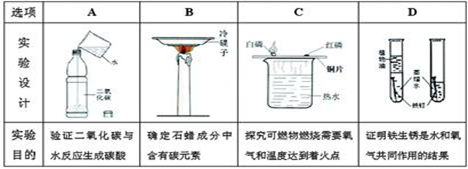 选项 A B C D
实验设计
水
二氧化碳
冷碟子
白磷 红磷
铜片
热水
植物油
蒸馏水
铁钉
实验目的 验证二氧化碳与水反应生成碳酸 确定石蜡成分中含有碳元素 探究可燃物燃烧需要氧气和温度达到着火点 证明铁生锈是水和氧气共同作用的结果